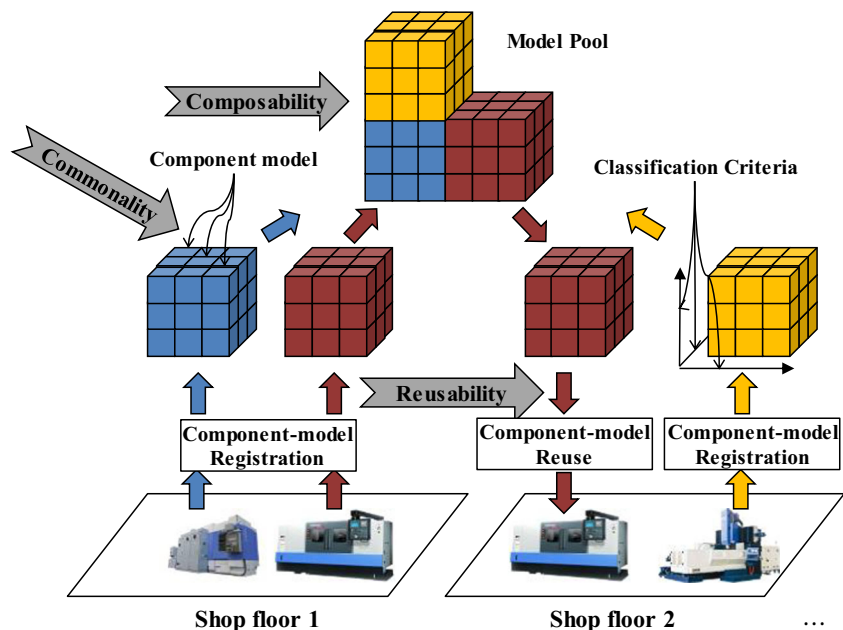 Model Pool
Composability
Commonality
Component model
Classification Criteria
Reusability
Component-model
Registration
Component-model
Reuse
Component-model
Registration
Shop floor 1
Shop floor 2
...